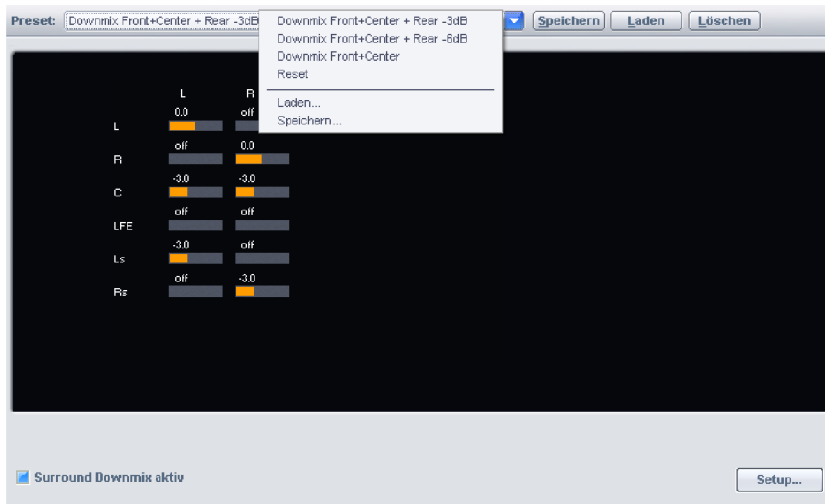 Preset: Downmix Front+Center + Rear -3dB Speichern Laden Löschen
Downmix Front+Center + Rear -3dB
Downmix Front+Center + Rear -6dB
Downmix Front+Center
Reset
Laden...
Speichern...
L R
0.0 off
L
off 0.0
R
-3.0 -3.0
C
off off
LFE
-3.0 off
Ls
off -3.0
Rs
Surround Downmix aktiv Setup...